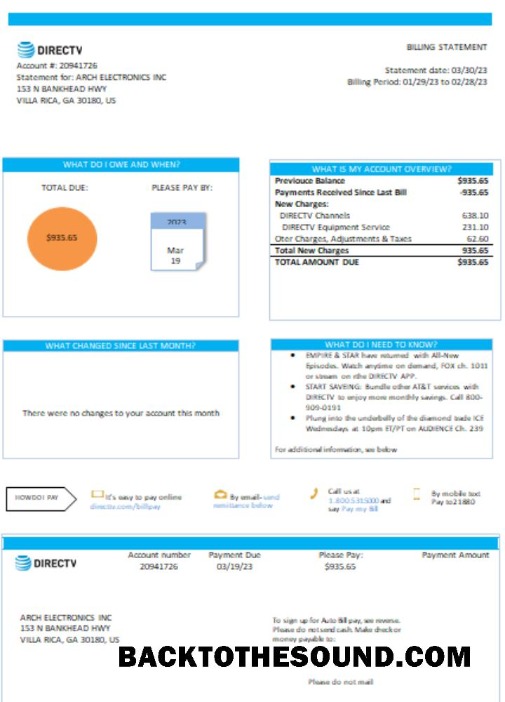 DIRECTV
BILLING STATEMENT
Account #: 20941726
Statement for: ARCH ELECTRONICS INC
153 N BANKHEAD HWY
VILLA RICA, GA 30180, US
Statement date: 03/30/23
Billing Period: 01/29/23 to 02/28/23
WHAT DO I OWE AND WHEN?
TOTAL DUE:
PLEASE PAY BY:
$935.65
2023
Mar
19
WHAT IS MY ACCOUNT OVERVIEW?
Previouce Balance $935.65
Payments Received Since Last Bill -935.65
New Charges:
DIRECTV Channels 638.10
DIRECTV Equipment Service 231.10
Oter Charges, Adjustments & Taxes 62.60
Total New Charges 935.65
TOTAL AMOUNT DUE $935.65
WHAT CHANGED SINCE LAST MONTH?
There were no changes to your account this month
WHAT DO I NEED TO KNOW?
• EMPIRE & STAR have returned with All-New
Episodes. Watch anytime on demand, FOX ch. 1011
or stream on rthe DIRECTV APP.
• START SAVEING: Bundle other AT&T services with
DIRECTV to enjoy more monthly savings. Call 800-
909-0191
• Plung into the underbelly of the diamond trade ICE
Wednesdays at 10pm ET/PT on AUDIENCE Ch. 239
For additional information, we below
HOW DO I PAY
It's easy to pay online
directv.com/billpay
By email- send
remittance below
Call us at
1.800.5315000 and
say Pay my Bill
By mobile text
Pay to21880
DIRECTV
Account number
20941726
Payment Due
03/19/23
Please Pay:
$935.65
Payment Amount
ARCH ELECTRONICS INC
153 N BANKHEAD HWY
VILLA RICA, GA 30180, US
To sign up for Auto Bill pay, see reverse.
Please do not send cash. Make check or
money payable to:
BACKTOTHESOUND.COM
Please do not mail